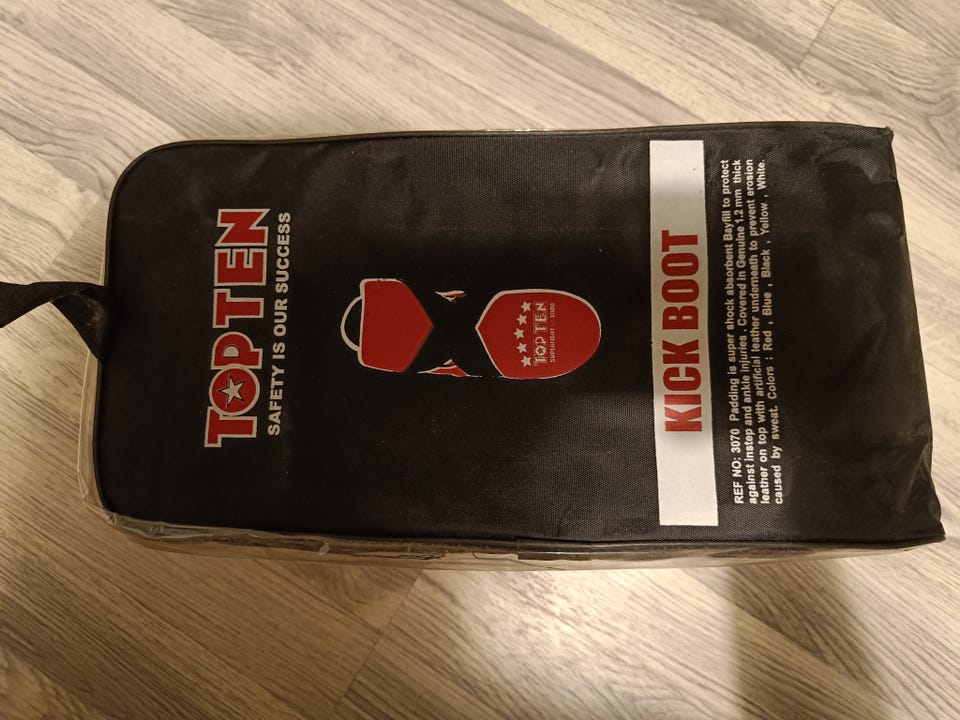 TOP TEN
SAFETY IS OUR SUCCESS
TOP TEN
SUPERFIGHT 3000
KICK BOOT
REF NO: 3070 Padding is super shock absorbent Bayfill to protect
against instep and ankle injuries , Covered in Genuine 1.2 mm thick
leather on top with artificial leather underneath to prevent erosion
caused by sweat. Colors : Red , Blue , Black , Yellow , White.